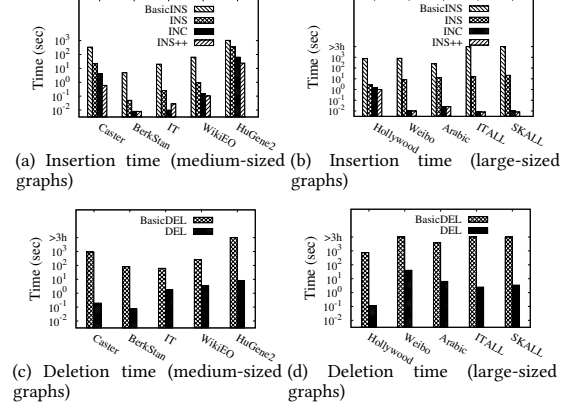 BasicINS
INS
INC
INS++
Time (sec)
10^3
10^2
10^1
10^0
10^-1
10^-2
Caster
BerkStan
IT
WikiEO
HuGene2
(a) Insertion time (medium-sized
graphs)
BasicINS
INS
INC
INS++
Time (sec)
>3h
10^3
10^2
10^1
10^0
10^-1
10^-2
Hollywood
Weibo
Arabic
ITALL
SKALL
(b) Insertion time (large-sized
graphs)
BasicDEL
DEL
Time (sec)
>3h
10^3
10^2
10^1
10^0
10^-1
10^-2
Caster
BerkStan
IT
WikiEO
HuGene2
(c) Deletion time (medium-sized
graphs)
BasicDEL
DEL
Time (sec)
>3h
10^3
10^2
10^1
10^0
10^-1
10^-2
Hollywood
Weibo
Arabic
ITALL
SKALL
(d) Deletion time (large-sized
graphs)